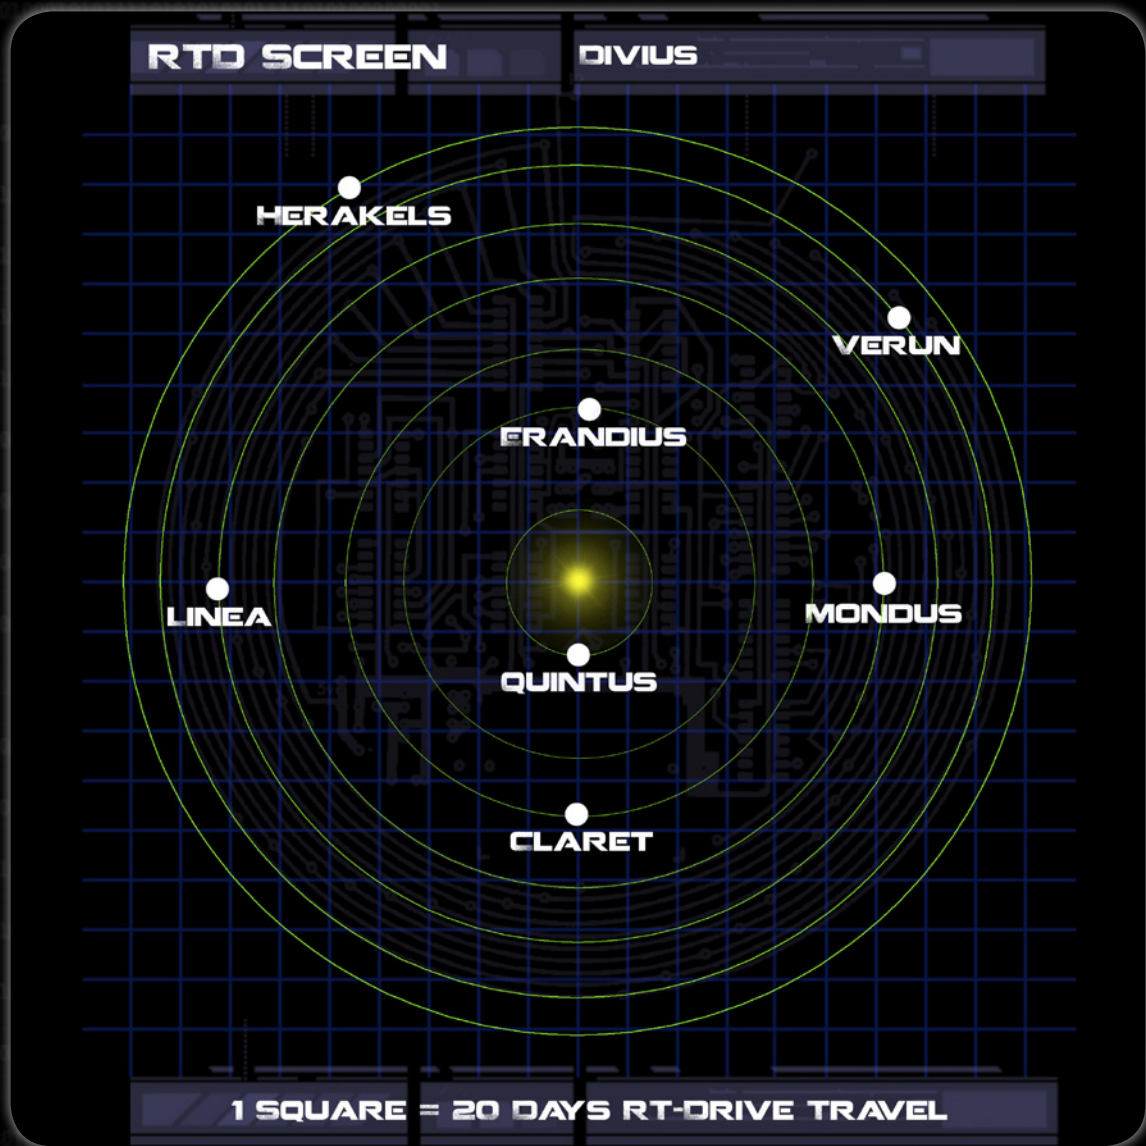 RTD SCREEN DIVIUS
HERAKELS
VERUN
ERANDIUS
LINEA
MONDUS
QUINTUS
CLARET
1 SQUARE = 20 DAYS RT-DRIVE TRAVEL